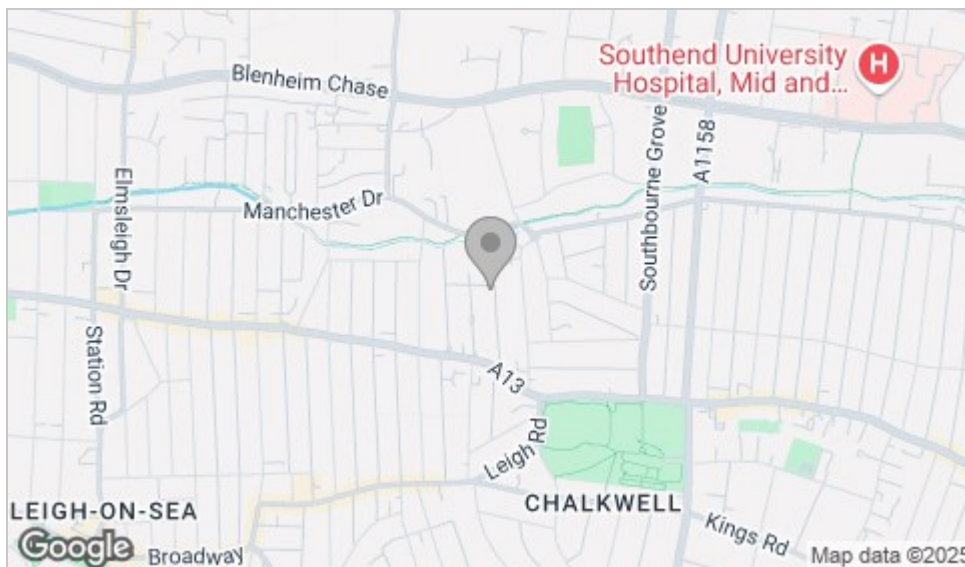 Southend University
Hospital, Mid and...
H
Blenheim Chase
Southbourne Grove
A1158
Elmsleigh Dr
Manchester Dr
Station Rd
A13
Leigh Rd
LEIGH-ON-SEA
CHALKWELL
Kings Rd
Broadway
Google
Map data ©2025